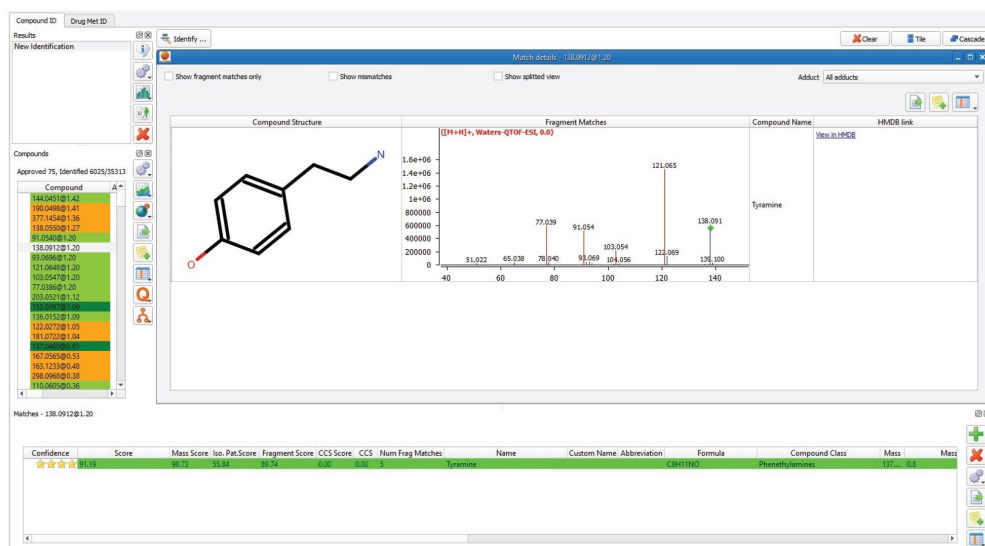 Compound ID Drug Met ID
Results
New Identification
Identify ...
Clear Tile Cascade
Match details - 138.0912@1.20
Show fragment matches only Show mismatches Show splitted view Adduct All adducts
Compound Structure Fragment Matches Compound Name HMDB link
([M+H]+, Waters-QTOF-ESI, 0.0)
View in HMDB
N
O
1.6e+06
1.4e+06
1.2e+06
1e+06
800000
600000
400000
200000
0
121.065
77.039
91.054
138.091
103.054
122.069
51.022 65.038 78.040 93.069 104.056 139.100
40 60 80 100 120 140
Tyramine
Compounds
Approved 75, Identified 6025/35313
Compound
144.0451@1.42
190.0498@1.41
377.1454@1.36
138.0550@1.27
91.0540@1.20
138.0912@1.20
93.0696@1.20
121.0648@1.20
103.0547@1.20
77.0386@1.20
203.0521@1.12
136.0152@1.09
122.0272@1.05
181.0722@1.04
167.0565@0.53
163.1233@0.48
298.0968@0.38
110.0605@0.36
Matches - 138.0912@1.20
Confidence Score Mass Score Iso. Pat.Score Fragment Score CCS Score CCS Num Frag Matches Name Custom Name Abbreviation Formula Compound Class Mass Mass
91.19 98.73 55.84 89.74 0.00 0.00 5 Tyramine C8H11NO Phenethylamines 137... 0.8